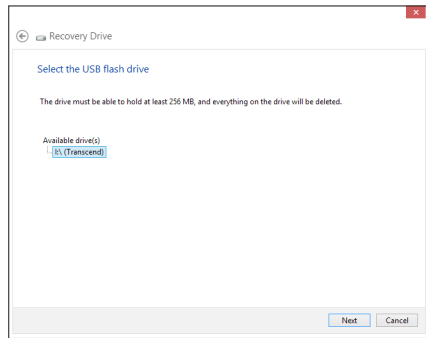 Recovery Drive
Select the USB flash drive
The drive must be able to hold at least 256 MB, and everything on the drive will be deleted.
Available drive(s)
I:\ (Transcend)
Next Cancel